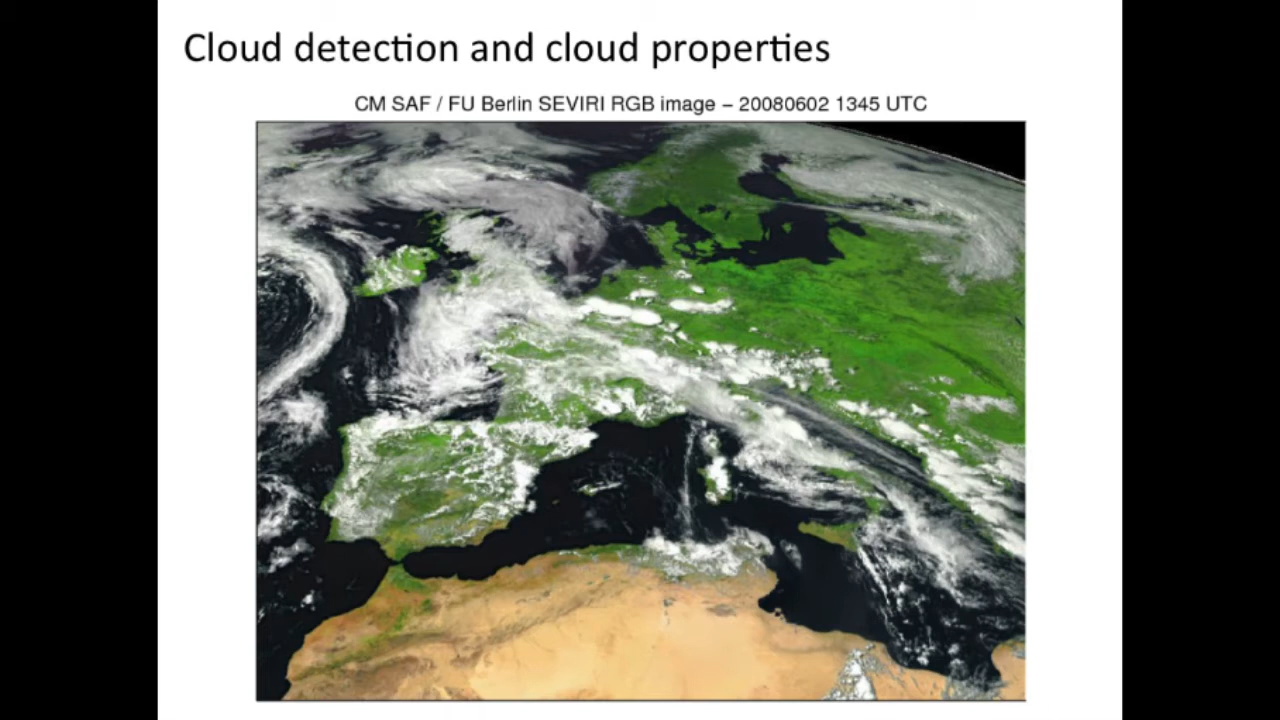 Cloud detection and cloud properties
CM SAF / FU Berlin SEVIRI RGB image – 20080602 1345 UTC